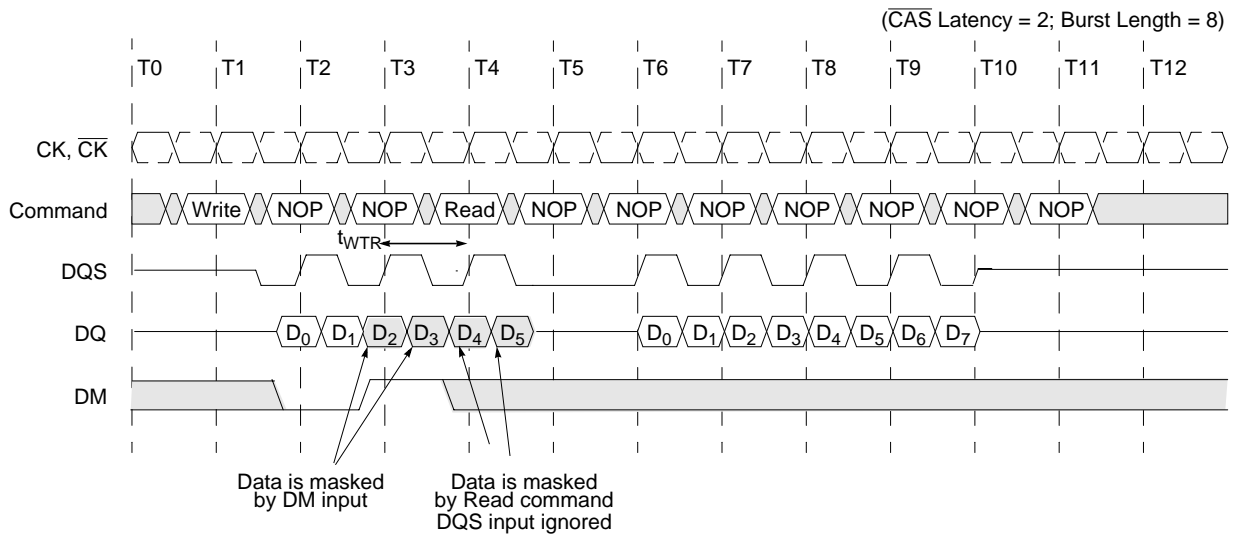 (CAS Latency = 2; Burst Length = 8)
T0 T1 T2 T3 T4 T5 T6 T7 T8 T9 T10 T11 T12
CK, CK
Command Write NOP NOP Read NOP NOP NOP NOP NOP NOP NOP
tWTR
DQS
DQ D0 D1 D2 D3 D4 D5 D0 D1 D2 D3 D4 D5 D6 D7
DM
Data is masked
by DM input
Data is masked
by Read command
DQS input ignored